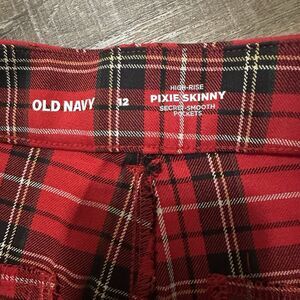 OLD NAVY 12
HIGH-RISE
PIXIE SKINNY
SECRET-SMOOTH
POCKETS